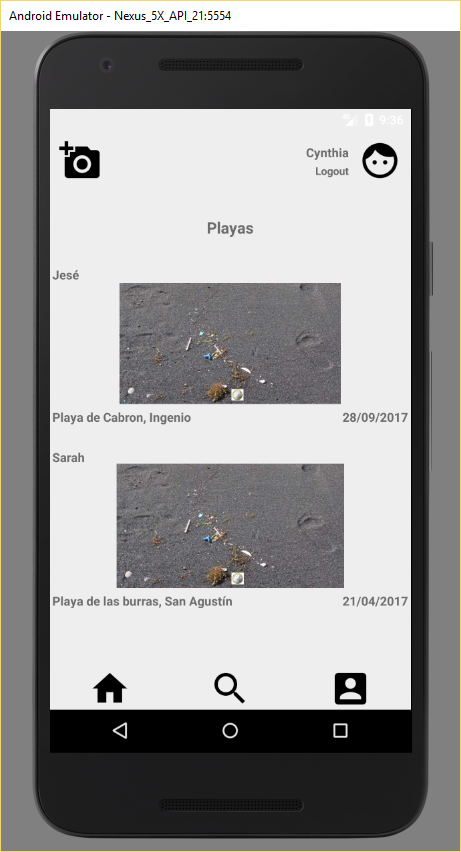 Android Emulator - Nexus_5X_API_21:5554
9:36
Cynthia
Logout
Playas
Jesé
Playa de Cabron, Ingenio 28/09/2017
Sarah
Playa de las burras, San Agustín 21/04/2017